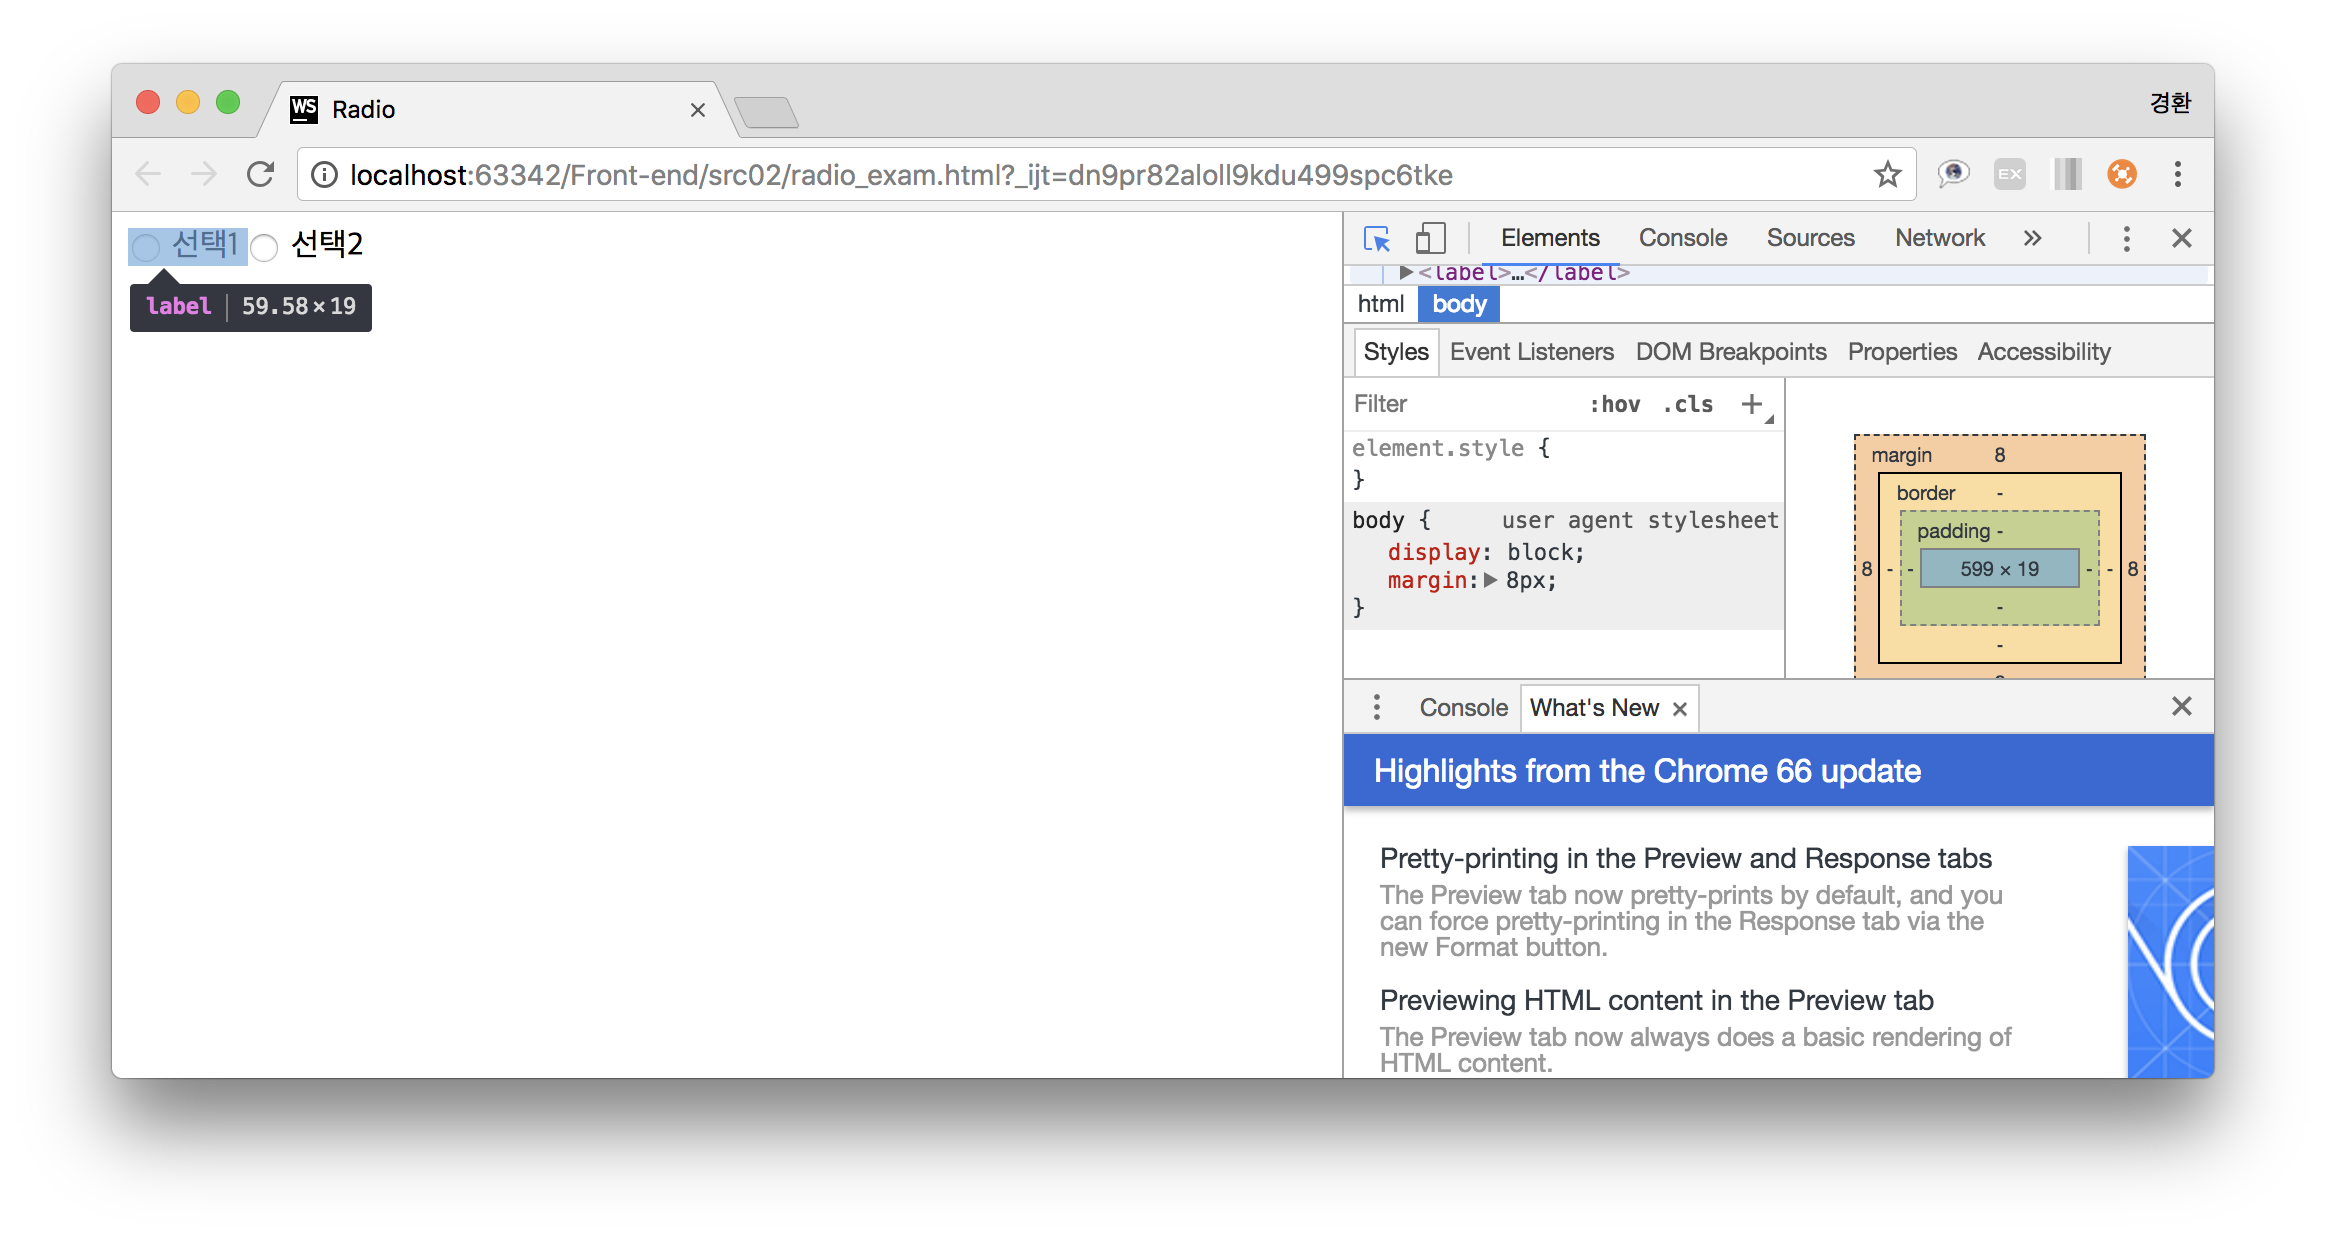 WS Radio
경환
localhost:63342/Front-end/src02/radio_exam.html?_ijt=dn9pr82aloll9kdu499spc6tke
EX
선택1 선택2
label 59.58×19
Elements Console Sources Network
<label>…</label>
html body
Styles Event Listeners DOM Breakpoints Properties Accessibility
Filter :hov .cls
element.style {
}
body { user agent stylesheet
display: block;
margin: 8px;
}
margin 8
border -
padding -
8 - - 599 × 19 - - 8
-
-
Console What's New
Highlights from the Chrome 66 update
Pretty-printing in the Preview and Response tabs
The Preview tab now pretty-prints by default, and you
can force pretty-printing in the Response tab via the
new Format button.
Previewing HTML content in the Preview tab
The Preview tab now always does a basic rendering of
HTML content.